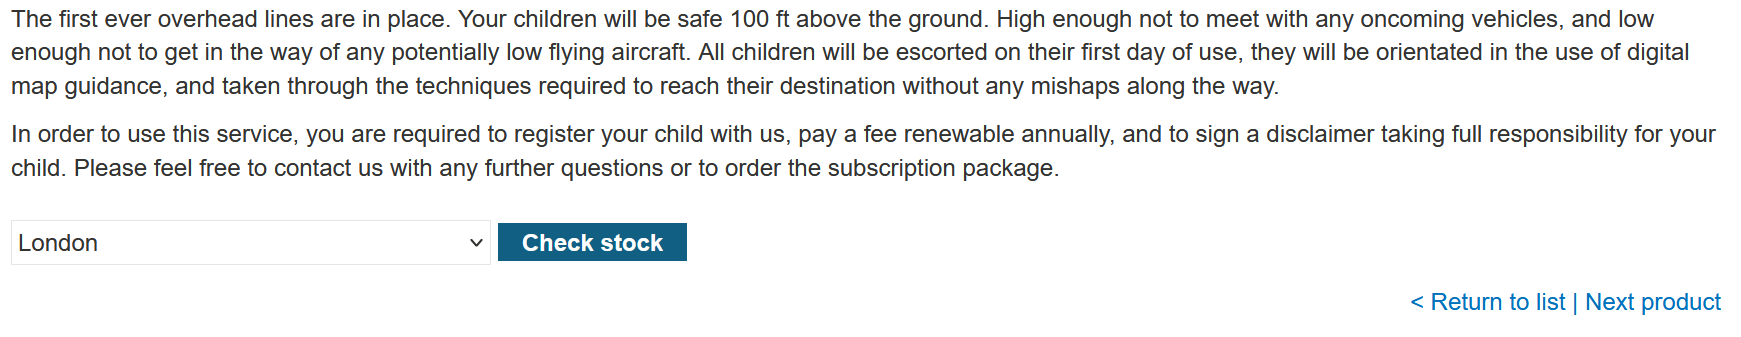 The first ever overhead lines are in place. Your children will be safe 100 ft above the ground. High enough not to meet with any oncoming vehicles, and low
enough not to get in the way of any potentially low flying aircraft. All children will be escorted on their first day of use, they will be orientated in the use of digital
map guidance, and taken through the techniques required to reach their destination without any mishaps along the way.
In order to use this service, you are required to register your child with us, pay a fee renewable annually, and to sign a disclaimer taking full responsibility for your
child. Please feel free to contact us with any further questions or to order the subscription package.
London Check stock
< Return to list | Next product